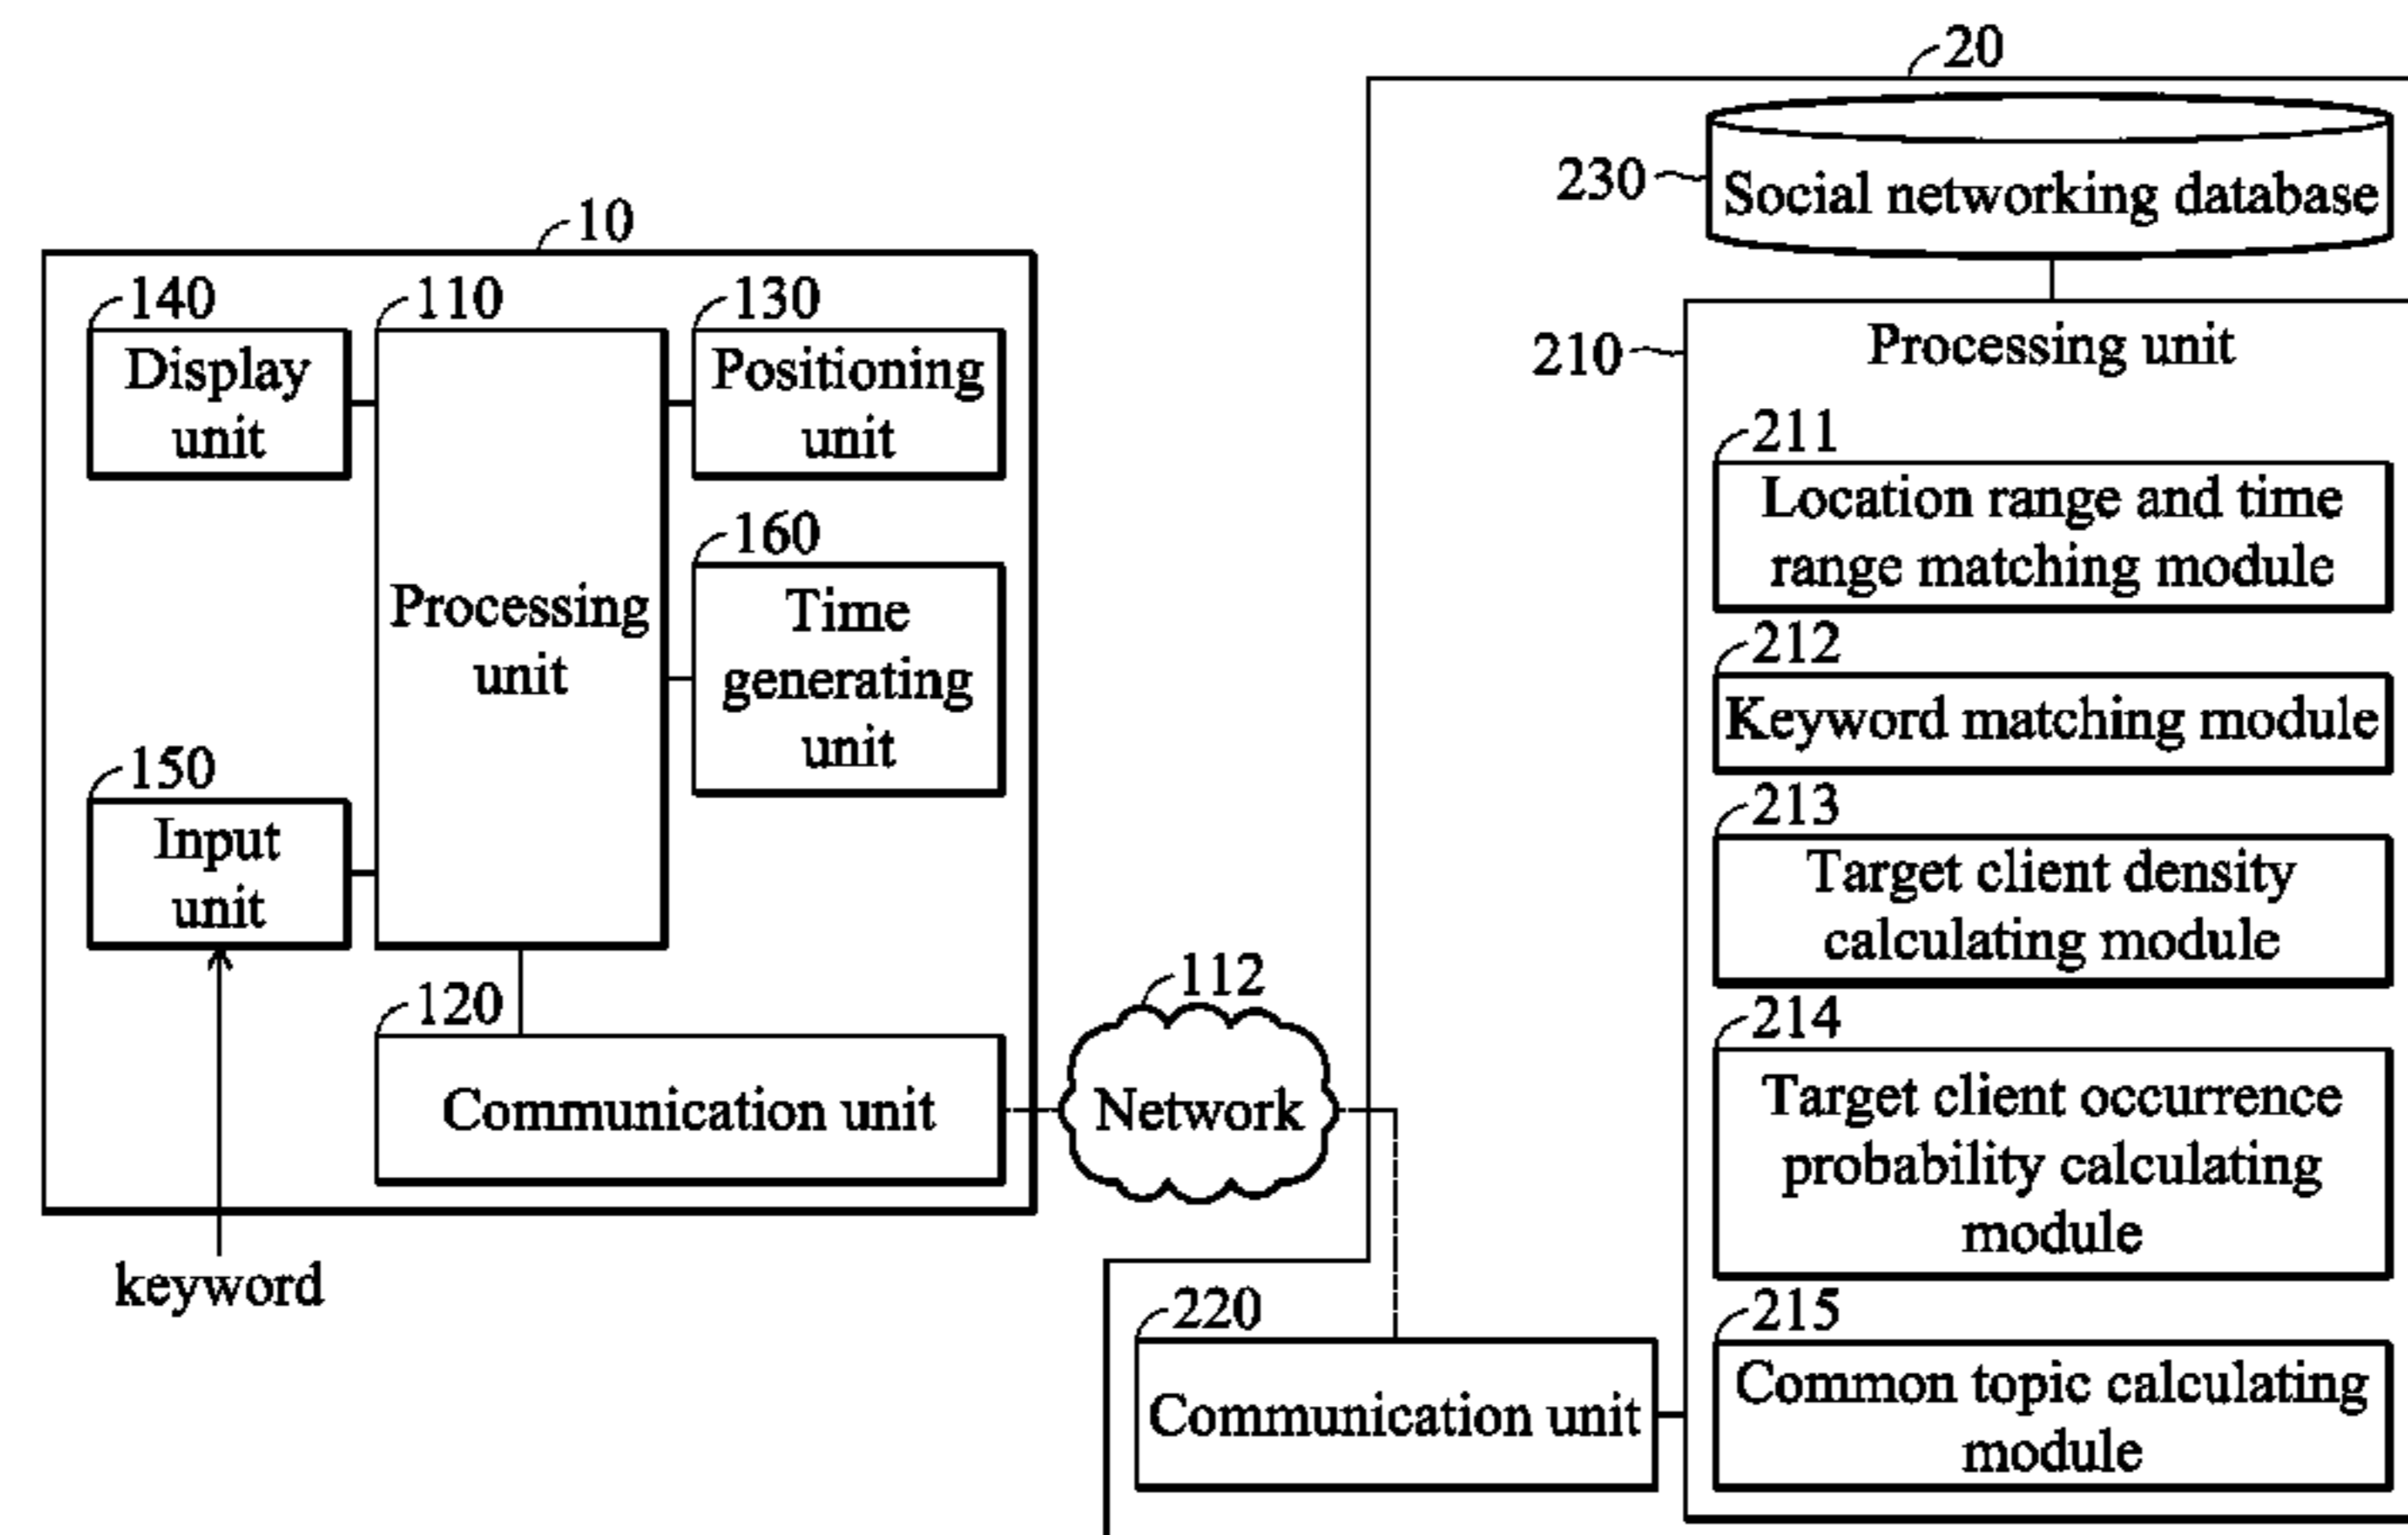 20
230
Social networking database
10
140
Display
unit
110
Processing
unit
130
Positioning
unit
160
Time
generating
unit
150
Input
unit
keyword
120
Communication unit
112
Network
220
Communication unit
210
Processing unit
211
Location range and time
range matching module
212
Keyword matching module
213
Target client density
calculating module
214
Target client occurrence
probability calculating
module
215
Common topic calculating
module